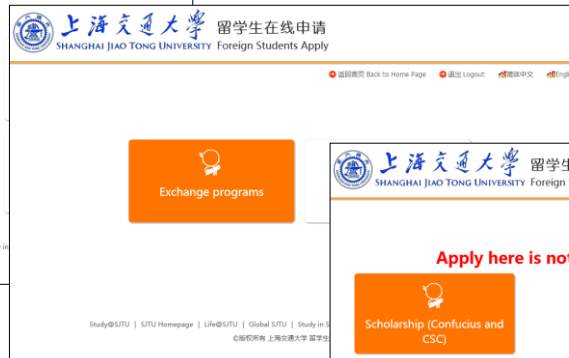 上海交通大学 留学生在线申请
SHANGHAI JIAO TONG UNIVERSITY Foreign Students Apply
返回首页 Back to Home Page 退出 Logout 简体中文 Engl
Exchange programs
Study@SJTU | SJTU Homepage | Life@SJTU | Global SJTU | Study in S
©版权所有 上海交通大学 留学生
上海交通大学 留学生
SHANGHAI JIAO TONG UNIVERSITY Foreign
Apply here is not
Scholarship (Confucius and
CSC)